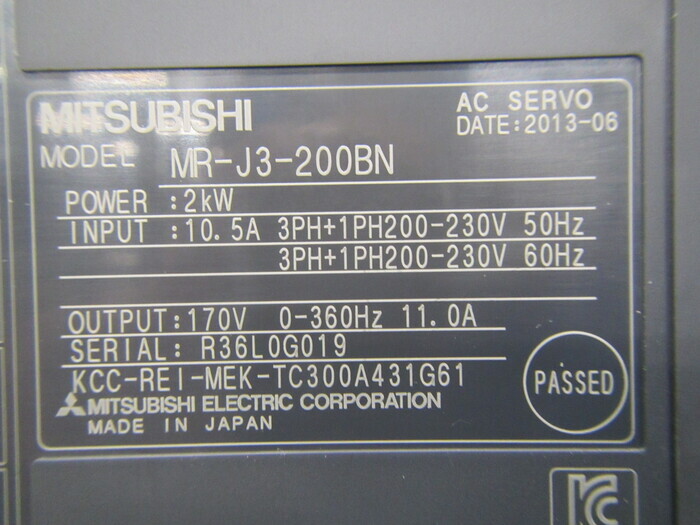 MITSUBISHI
AC SERVO
DATE:2013-06
MODEL MR-J3-200BN
POWER :2kW
INPUT :10.5A 3PH+1PH200-230V 50Hz
3PH+1PH200-230V 60Hz
OUTPUT:170V 0-360Hz 11.0A
SERIAL: R36L0G019
KCC-REI-MEK-TC300A431G61
PASSED
MITSUBISHI ELECTRIC CORPORATION
MADE IN JAPAN